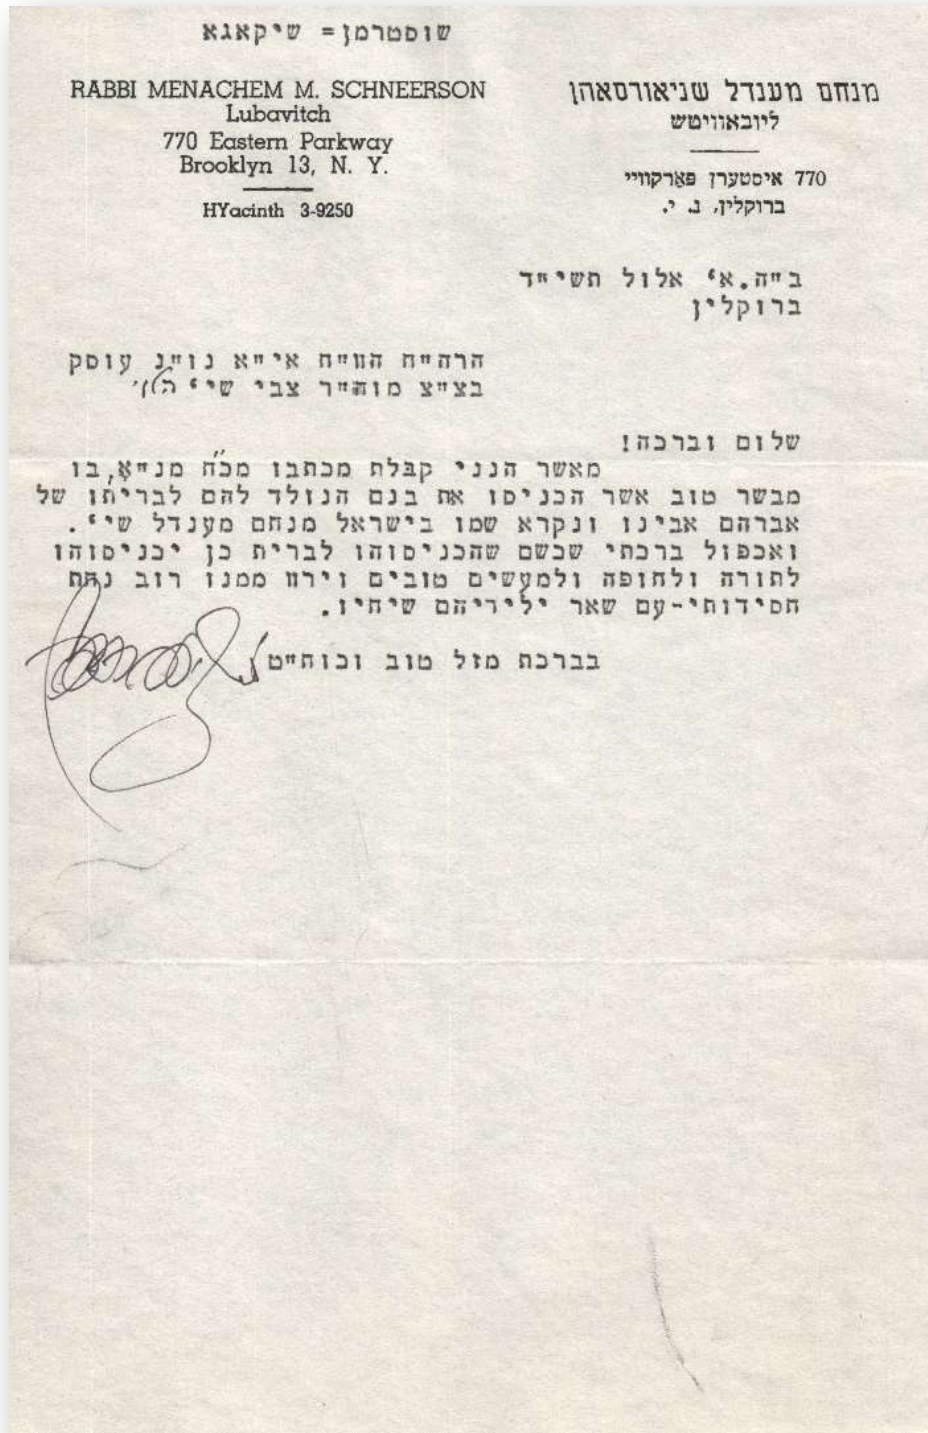 שוסטרמן= שיקאגא
RABBI MENACHEM M. SCHNEERSON
Lubavitch
770 Eastern Parkway
Brooklyn 13, N. Y.
HYacinth 3-9250
מנחם מענדל שניאורסאהן
ליובאוויטש
770 איסטערן פּאַרקוויי
ברוקלין, נ. י.
ב"ה. א' אלול תשי"ד
ברוקלין
הרה"ח הוו"ח אי"א נו"נ עוסק
בצ"צ מוה"ר צבי שי'
שלום וברכה!
מאשר הנני קבלת מכתבו מכ"ח מנ"א, בו
מבשר טוב אשר הכניסו את בנם הנולד להם לבריתו של
אברהם אבינו ונקרא שמו בישראל מנחם מענדל שי'.
ואכפול ברכתי שכשם שהכניסוהו לברית כן יכניסוהו
לתורה ולחופה ולמעשים טובים וירוו ממנו רוב נחת
חסידותי-עם שאר יליריהם שיחיו.
בברכת מזל טוב וכוח"ט